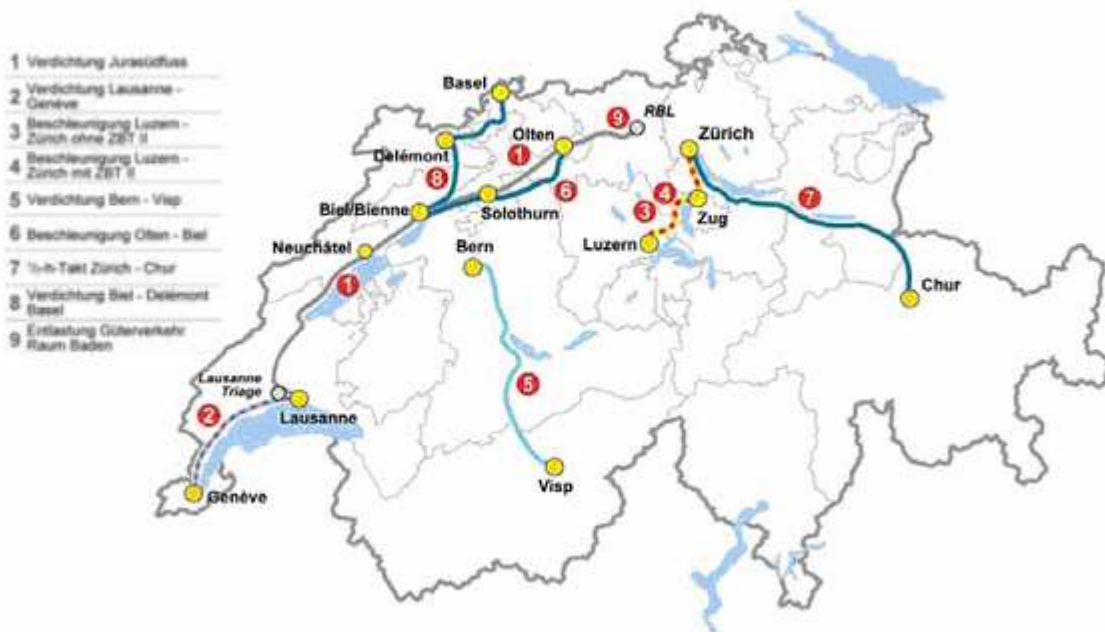 1 Verdichtung Jurasüdfuss
2 Verdichtung Lausanne -
Genève
3 Beschleunigung Luzern -
Zürich ohne ZBT II
4 Beschleunigung Luzern -
Zürich mit ZBT II
5 Verdichtung Bern - Visp
6 Beschleunigung Olten - Biel
7 ½-h-Takt Zürich - Chur
8 Verdichtung Biel - Delémont
Basel
9 Entlastung Güterverkehr
Raum Baden
Basel
9
RBL
Olten
Zürich
1
Delémont
8
6
4
7
Biel/Bienne
Solothurn
3
Zug
Neuchâtel
Bern
Luzern
1
Chur
Lausanne
Triage
5
2
Lausanne
Visp
Genève